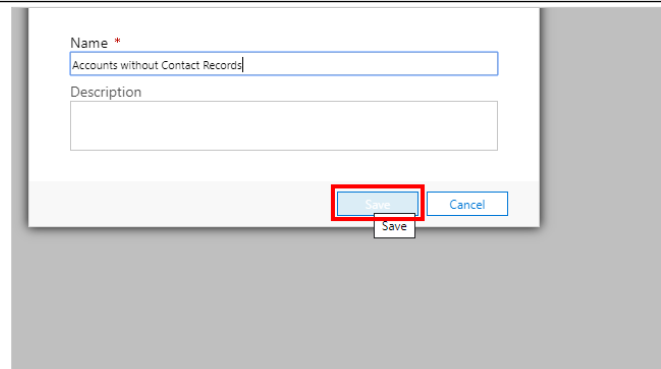 Name *
Accounts without Contact Records
Description
Save Cancel
Save